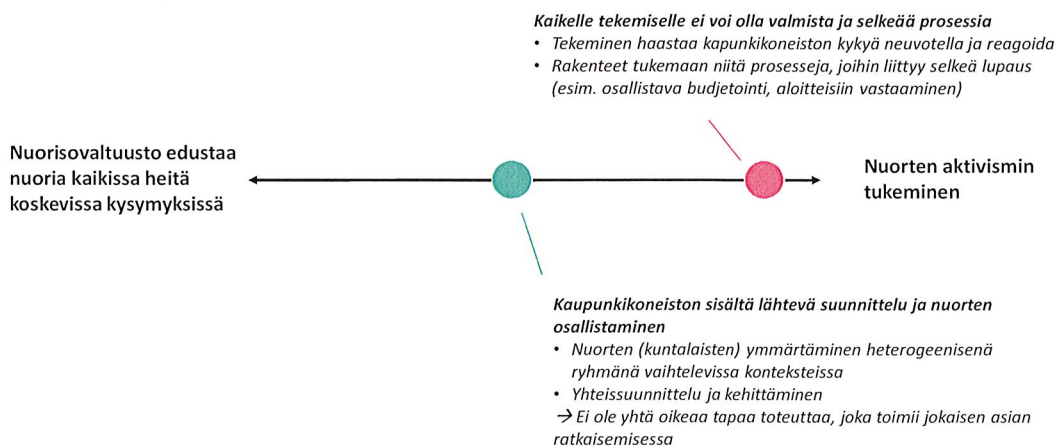 Kaikelle tekemiselle ei voi olla valmista ja selkeää prosessia
• Tekeminen haastaa kapunkikoneiston kykyä neuvotella ja reagoida
• Rakenteet tukemaan niitä prosesseja, joihin liittyy selkeä lupaus
(esim. osallistava budjetointi, aloitteisiin vastaaminen)
Nuorisovaltuusto edustaa
nuoria kaikissa heitä
koskevissa kysymyksissä
Nuorten aktivismin
tukeminen
Kaupunkikoneiston sisältä lähtevä suunnittelu ja nuorten
osallistaminen
• Nuorten (kuntalaisten) ymmärtäminen heterogeenisenä
ryhmänä vaihtelevissa konteksteissa
• Yhteissuunnittelu ja kehittäminen
→ Ei ole yhtä oikeaa tapaa toteuttaa, joka toimii jokaisen asian
ratkaisemisessa